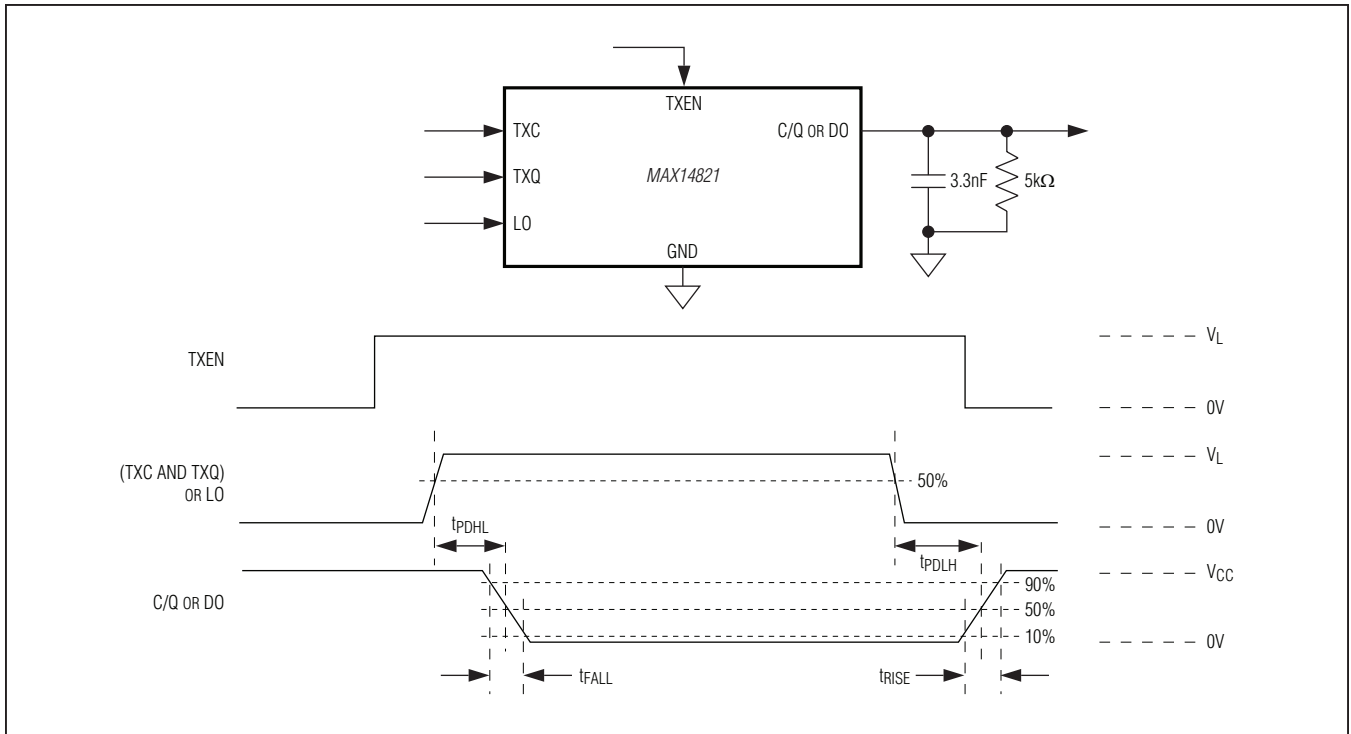 TXEN
TXC
C/Q OR DO
TXQ
MAX14821
3.3nF
5kΩ
LO
GND
TXEN
VL
0V
(TXC AND TXQ)
OR LO
VL
50%
0V
tPDHL
tPDLH
C/Q OR DO
VCC
90%
50%
10%
0V
tFALL
tRISE